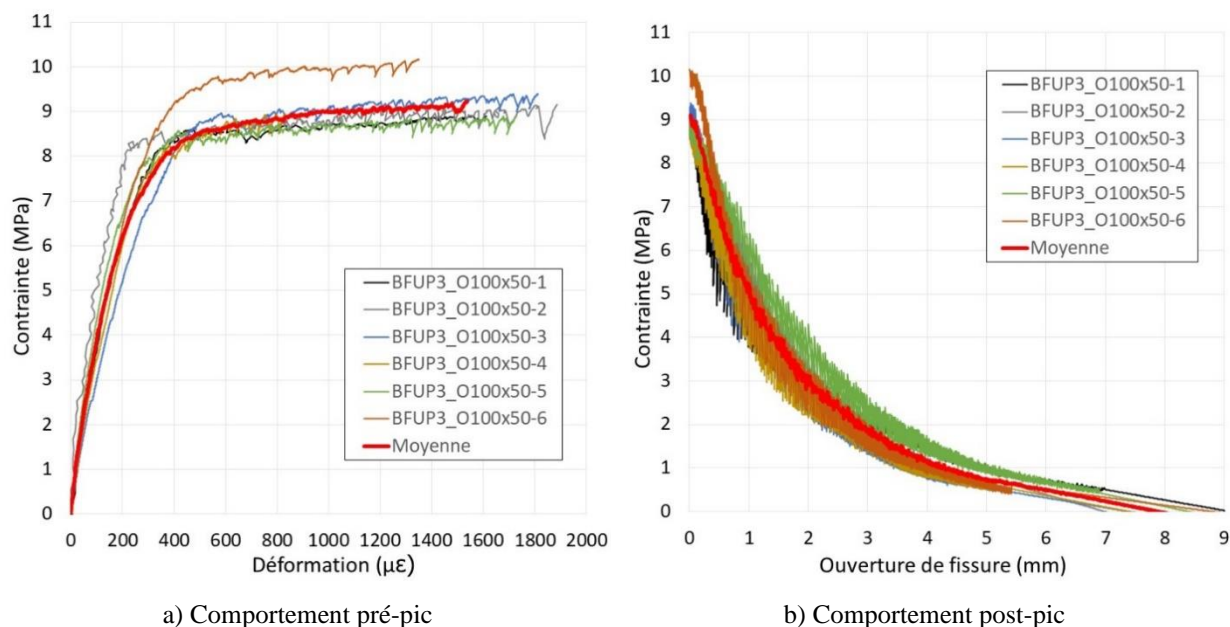 11
10
9
8
7
6
5
4
3
2
1
0
Contrainte (MPa)
BFUP3_O100x50-1
BFUP3_O100x50-2
BFUP3_O100x50-3
BFUP3_O100x50-4
BFUP3_O100x50-5
BFUP3_O100x50-6
Moyenne
0 200 400 600 800 1000 1200 1400 1600 1800 2000
Déformation (με)
a) Comportement pré-pic
11
10
9
8
7
6
5
4
3
2
1
0
Contrainte (MPa)
BFUP3_O100x50-1
BFUP3_O100x50-2
BFUP3_O100x50-3
BFUP3_O100x50-4
BFUP3_O100x50-5
BFUP3_O100x50-6
Moyenne
0 1 2 3 4 5 6 7 8 9
Ouverture de fissure (mm)
b) Comportement post-pic